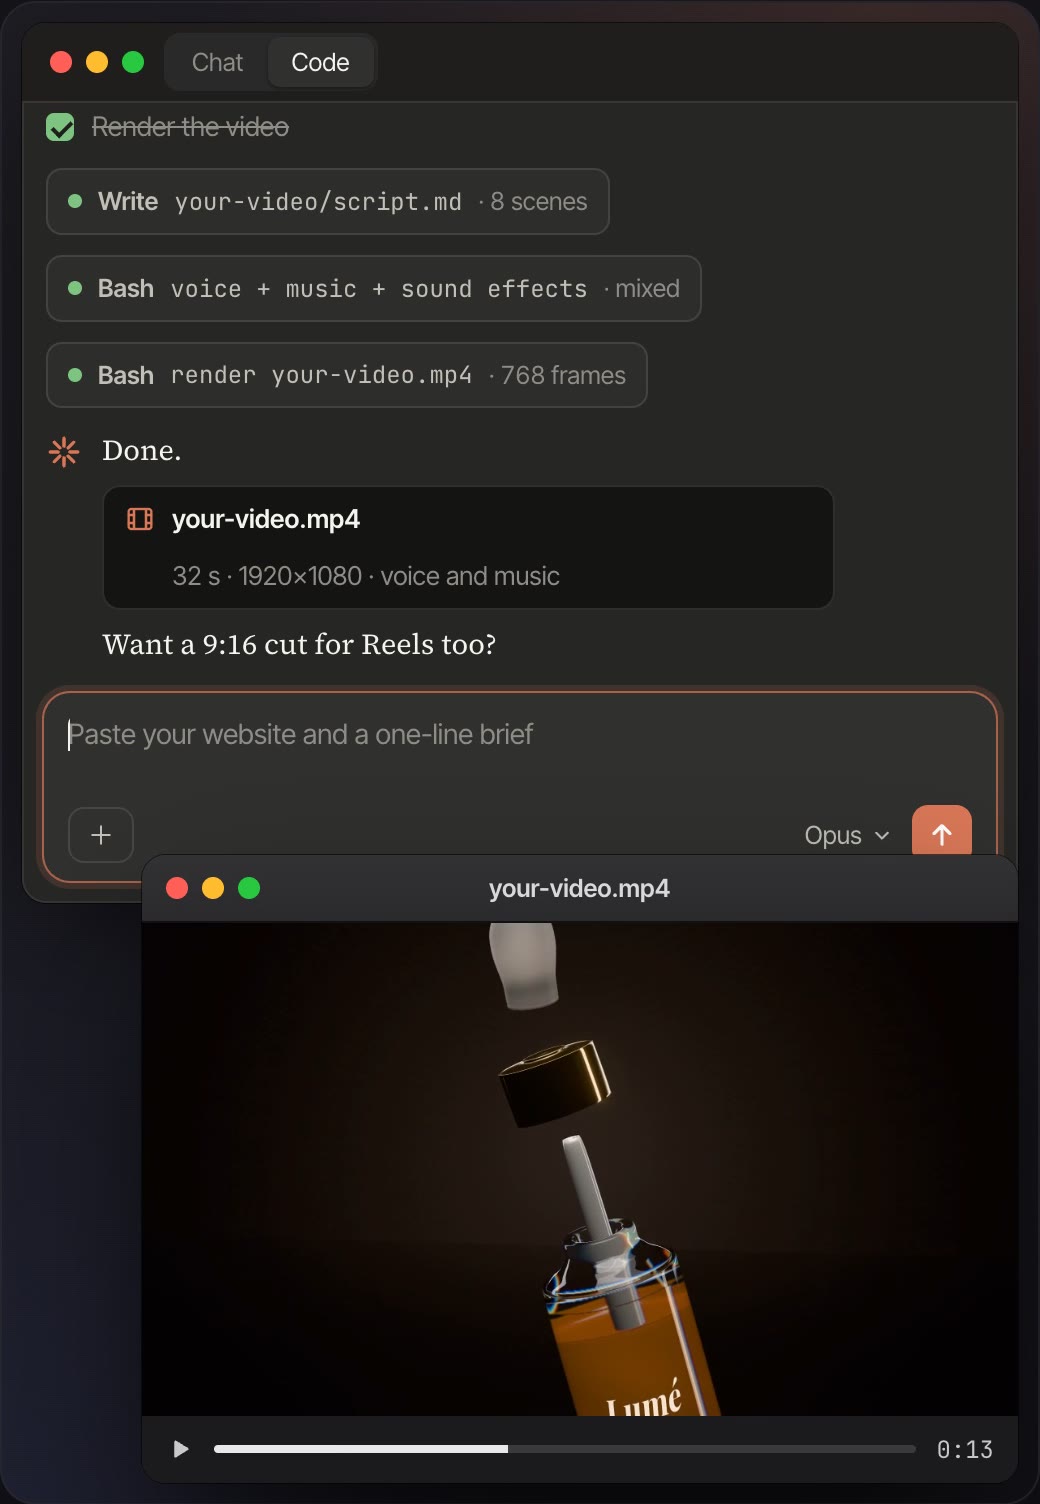 Chat Code
Render the video
Write your-video/script.md · 8 scenes
Bash voice + music + sound effects · mixed
Bash render your-video.mp4 · 768 frames
Done.
your-video.mp4
32 s · 1920×1080 · voice and music
Want a 9:16 cut for Reels too?
Paste your website and a one-line brief
Opus
your-video.mp4
Lumé
0:13